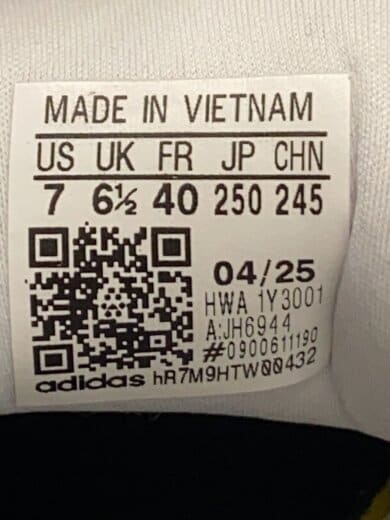 MADE IN VIETNAM
US UK FR JP CHN
7 6½ 40 250 245
04/25
HWA 1Y3001
A:JH6944
#0900611190
adidas hR7M9HTW00432